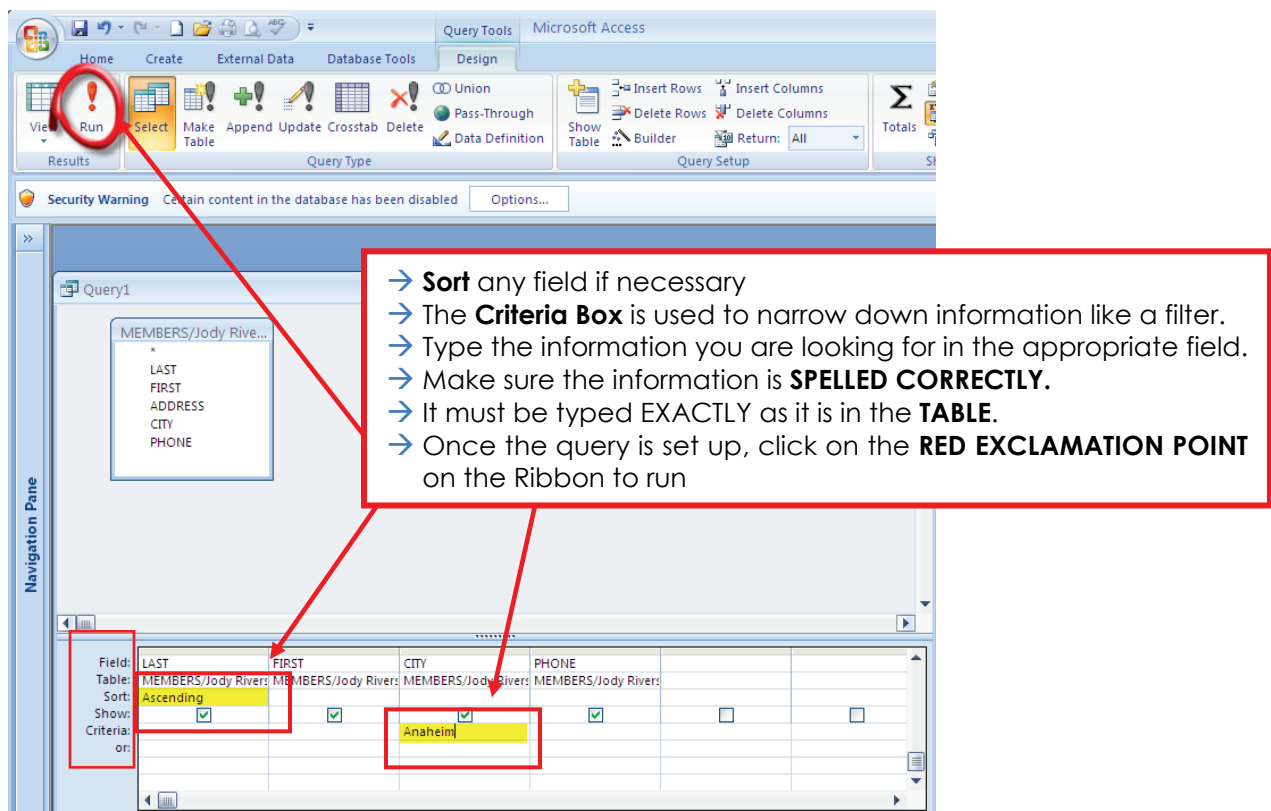 Query Tools Microsoft Access
Home Create External Data Database Tools Design
View Run Select Make Table Append Update Crosstab Delete
Union
Pass-Through
Data Definition
Show Table
Insert Rows Insert Columns
Delete Rows Delete Columns
Builder Return: All
Totals
Results Query Type Query Setup
Security Warning Certain content in the database has been disabled Options...
»
Navigation Pane
Query1
MEMBERS/Jody Rive...
*
LAST
FIRST
ADDRESS
CITY
PHONE
→ Sort any field if necessary
→ The Criteria Box is used to narrow down information like a filter.
→ Type the information you are looking for in the appropriate field.
→ Make sure the information is SPELLED CORRECTLY.
→ It must be typed EXACTLY as it is in the TABLE.
→ Once the query is set up, click on the RED EXCLAMATION POINT
on the Ribbon to run
Field: LAST FIRST CITY PHONE
Table: MEMBERS/Jody Rivers MEMBERS/Jody Rivers MEMBERS/Jody Rivers MEMBERS/Jody Rivers
Sort: Ascending
Show:
Criteria: Anaheim
or: